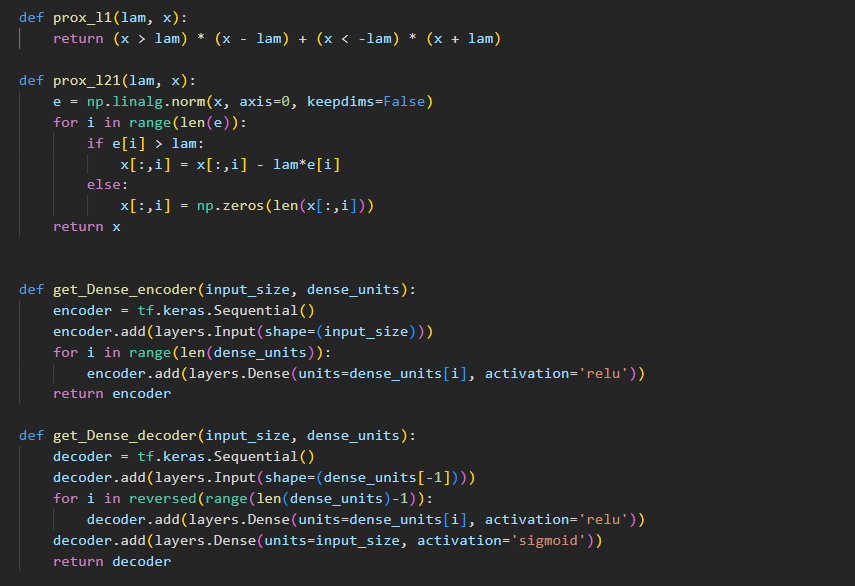 def prox_l1(lam, x):
    return (x > lam) * (x - lam) + (x < -lam) * (x + lam)

def prox_l21(lam, x):
    e = np.linalg.norm(x, axis=0, keepdims=False)
    for i in range(len(e)):
        if e[i] > lam:
            x[:,i] = x[:,i] - lam*e[i]
        else:
            x[:,i] = np.zeros(len(x[:,i]))
    return x


def get_Dense_encoder(input_size, dense_units):
    encoder = tf.keras.Sequential()
    encoder.add(layers.Input(shape=(input_size)))
    for i in range(len(dense_units)):
        encoder.add(layers.Dense(units=dense_units[i], activation='relu'))
    return encoder

def get_Dense_decoder(input_size, dense_units):
    decoder = tf.keras.Sequential()
    decoder.add(layers.Input(shape=(dense_units[-1])))
    for i in reversed(range(len(dense_units)-1)):
        decoder.add(layers.Dense(units=dense_units[i], activation='relu'))
    decoder.add(layers.Dense(units=input_size, activation='sigmoid'))
    return decoder